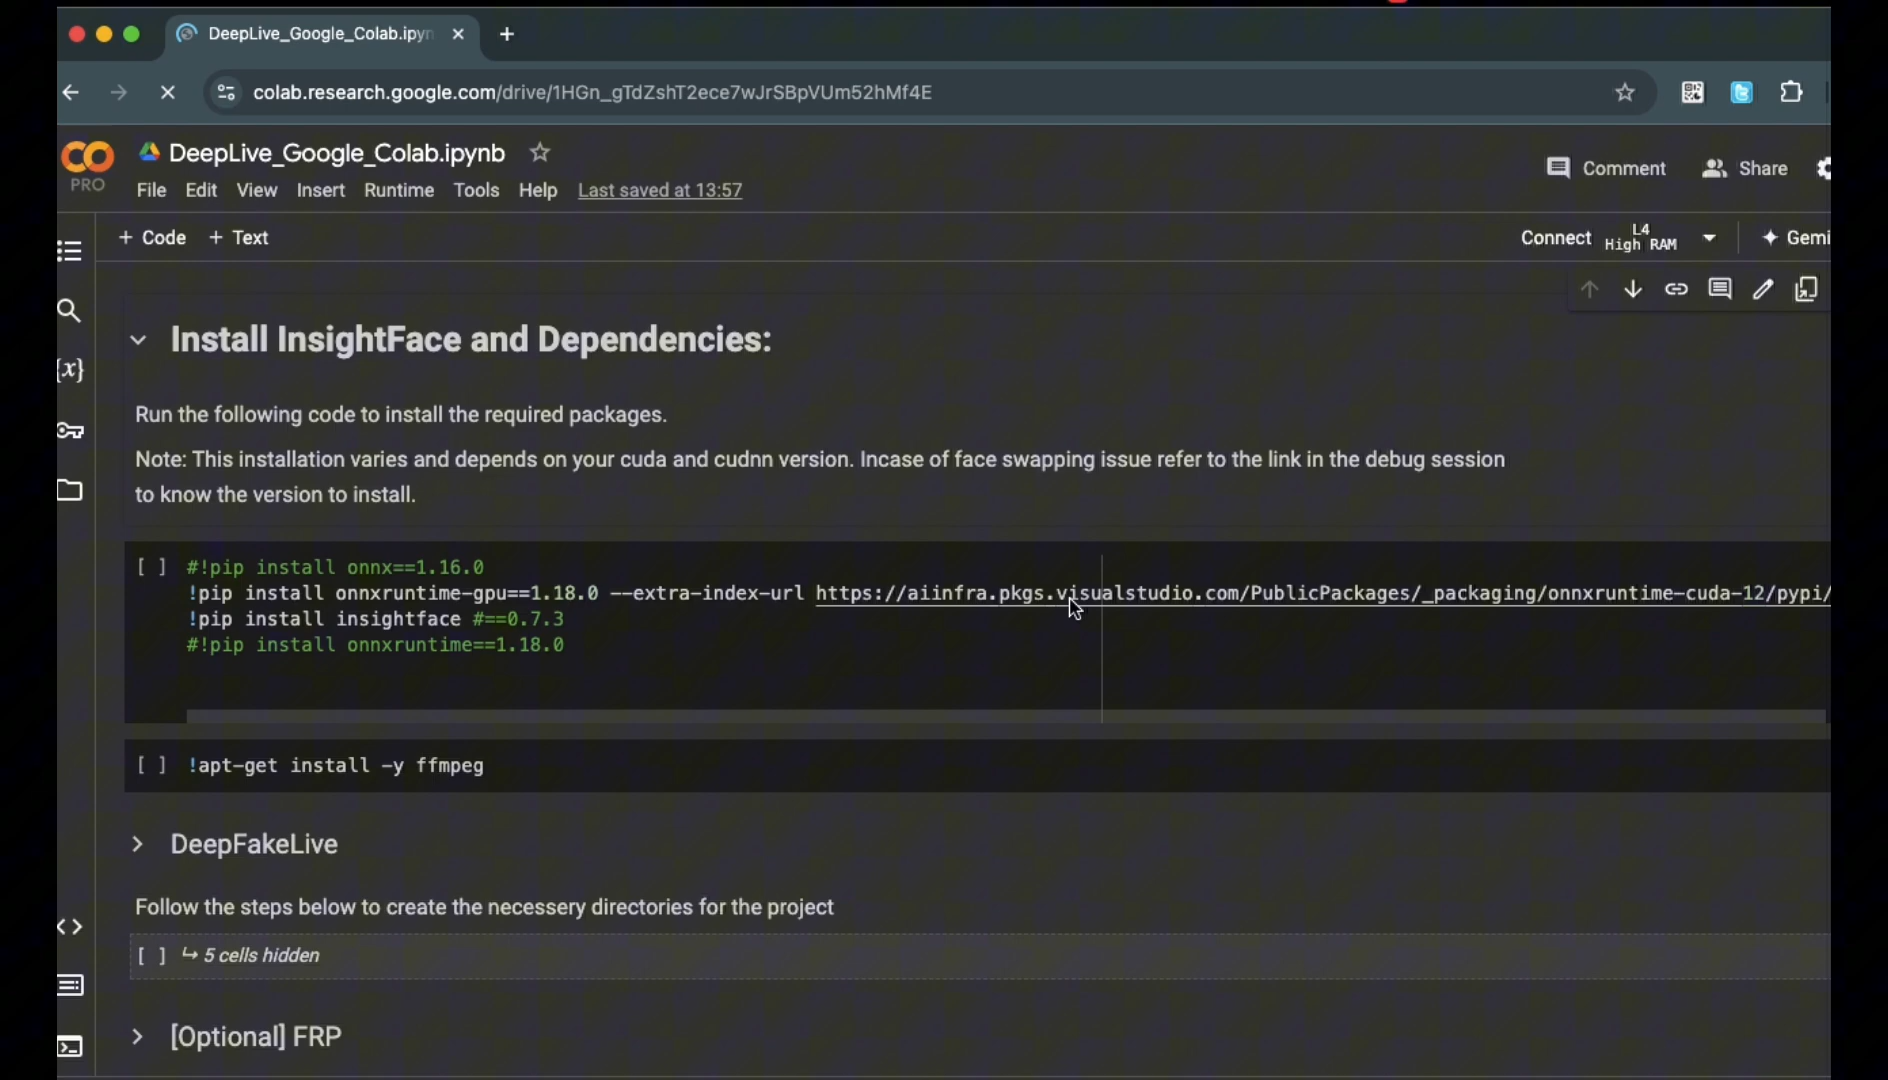 DeepLive_Google_Colab.ipyn
colab.research.google.com/drive/1HGn_gTdZshT2ece7wJrSBpVUm52hMf4E
PRO
DeepLive_Google_Colab.ipynb
Comment
Share
File Edit View Insert Runtime Tools Help Last saved at 13:57
+ Code + Text
Connect
L4
High RAM
Gemi
{x}
Install InsightFace and Dependencies:
Run the following code to install the required packages.
Note: This installation varies and depends on your cuda and cudnn version. Incase of face swapping issue refer to the link in the debug session
to know the version to install.
[ ] #!pip install onnx==1.16.0
!pip install onnxruntime-gpu==1.18.0 --extra-index-url https://aiinfra.pkgs.visualstudio.com/PublicPackages/_packaging/onnxruntime-cuda-12/pypi/
!pip install insightface #==0.7.3
#!pip install onnxruntime==1.18.0
[ ] !apt-get install -y ffmpeg
DeepFakeLive
Follow the steps below to create the necessery directories for the project
[ ] ↳ 5 cells hidden
[Optional] FRP